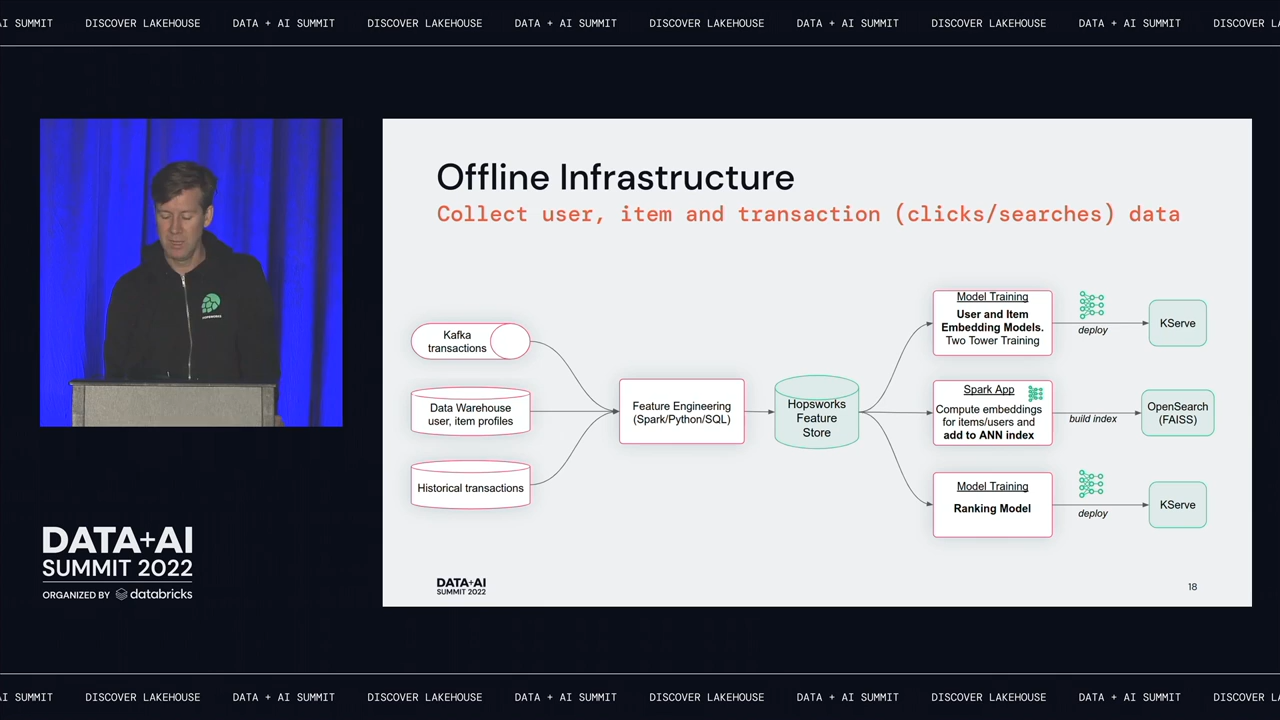 AI SUMMIT DISCOVER LAKEHOUSE DATA + AI SUMMIT DISCOVER LAKEHOUSE DATA + AI SUMMIT DISCOVER LAKEHOUSE DATA + AI SUMMIT DISCOVER LAKEHOUSE DATA + AI SUMMIT DISCOVER
Offline Infrastructure
Collect user, item and transaction (clicks/searches) data
Kafka
transactions
Data Warehouse
user, item profiles
Historical transactions
Feature Engineering
(Spark/Python/SQL)
Hopsworks
Feature
Store
Model Training
User and Item
Embedding Models.
Two Tower Training
deploy
KServe
Spark App
Compute embeddings
for items/users and
add to ANN index
build index
OpenSearch
(FAISS)
Model Training
Ranking Model
deploy
KServe
DATA+AI
SUMMIT 2022
18
HOPSWORKS
DATA+AI
SUMMIT 2022
ORGANIZED BY databricks
AI SUMMIT DISCOVER LAKEHOUSE DATA + AI SUMMIT DISCOVER LAKEHOUSE DATA + AI SUMMIT DISCOVER LAKEHOUSE DATA + AI SUMMIT DISCOVER LAKEHOUSE DATA + AI SUMMIT DISCOVER